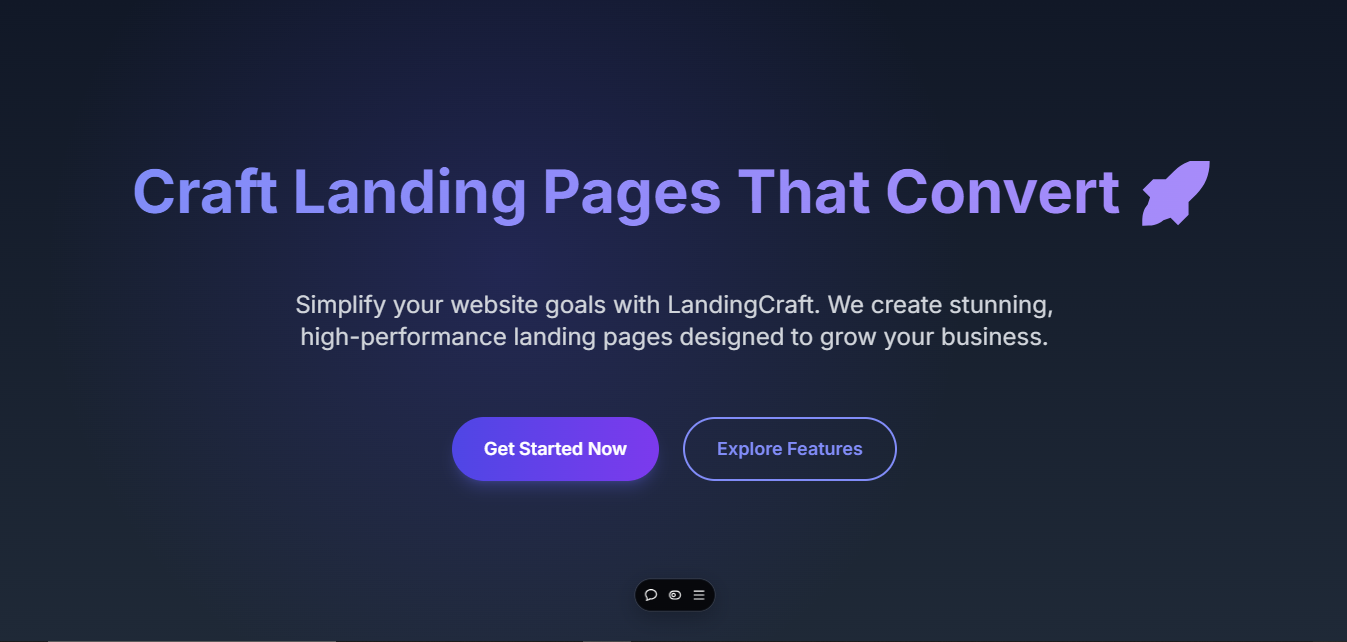 Craft Landing Pages That Convert
Simplify your website goals with LandingCraft. We create stunning,
high-performance landing pages designed to grow your business.
Get Started Now
Explore Features